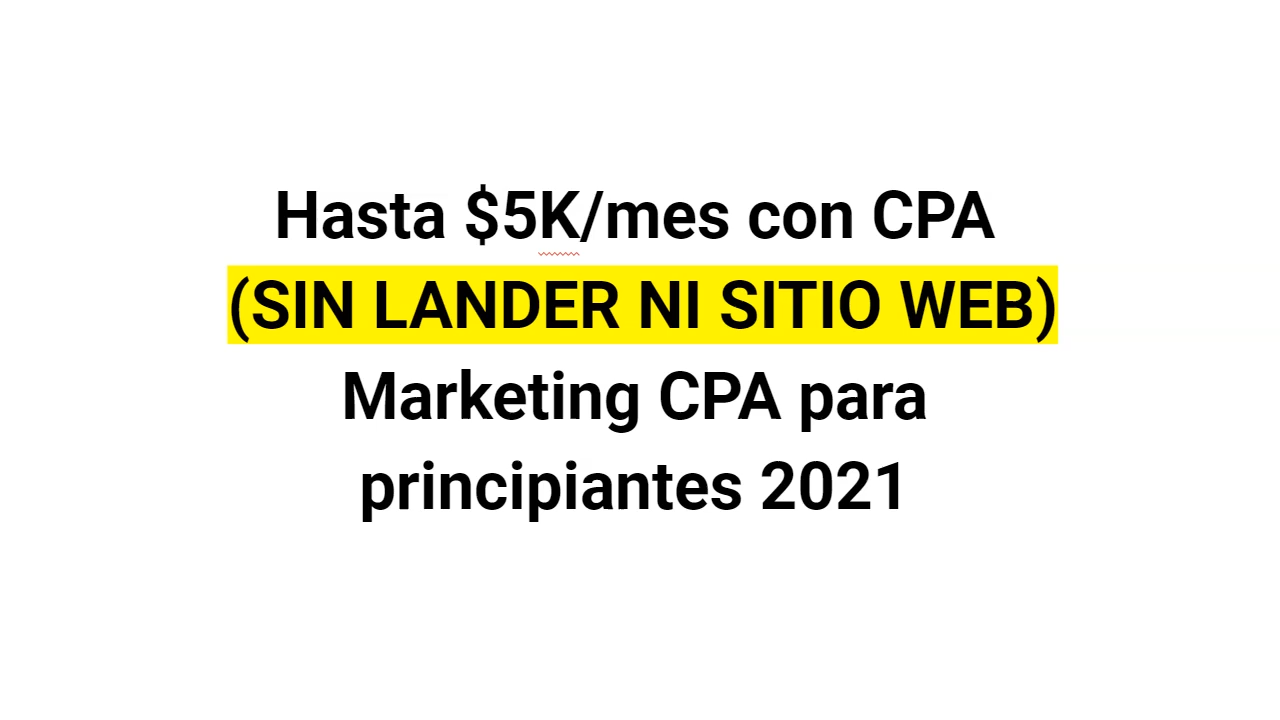 Hasta $5K/mes con CPA
(SIN LANDER NI SITIO WEB)
Marketing CPA para
principiantes 2021